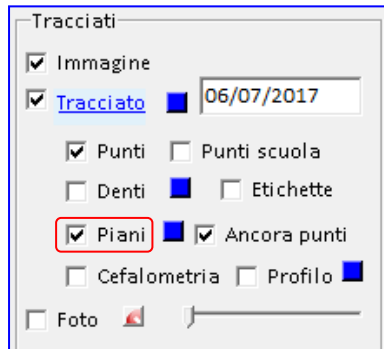 Tracciati
Immagine
Tracciato 06/07/2017
Punti Punti scuola
Denti Etichette
Piani Ancora punti
Cefalometria Profilo
Foto